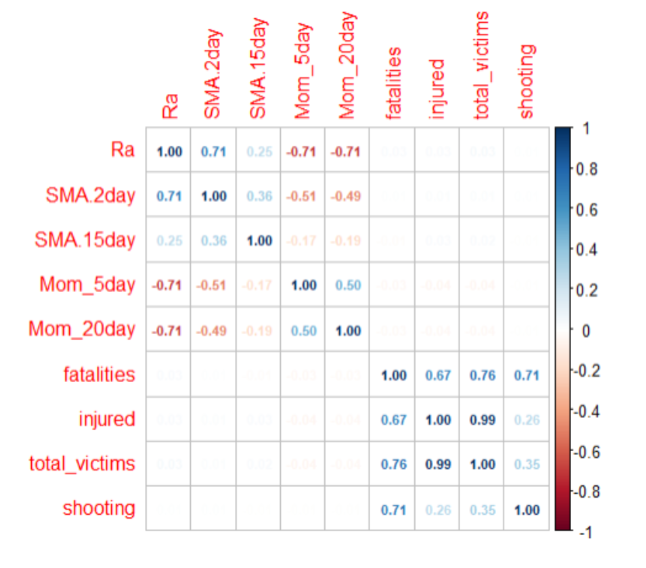 Ra SMA.2day SMA.15day Mom_5day Mom_20day fatalities injured total_victims shooting
Ra 1.00 0.71 0.25 -0.71 -0.71
SMA.2day 0.71 1.00 0.36 -0.51 -0.49
SMA.15day 0.25 0.36 1.00 -0.17 -0.19
Mom_5day -0.71 -0.51 -0.17 1.00 0.50
Mom_20day -0.71 -0.49 -0.19 0.50 1.00
fatalities 1.00 0.67 0.76 0.71
injured 0.67 1.00 0.99 0.26
total_victims 0.76 0.99 1.00 0.35
shooting 0.71 0.26 0.35 1.00
1
0.8
0.6
0.4
0.2
0
-0.2
-0.4
-0.6
-0.8
-1